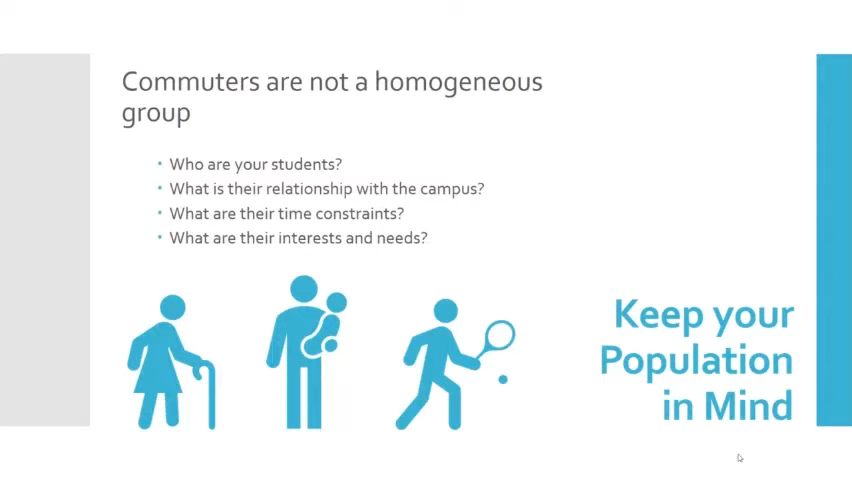 Commuters are not a homogeneous
group
• Who are your students?
• What is their relationship with the campus?
• What are their time constraints?
• What are their interests and needs?
Keep your
Population
in Mind